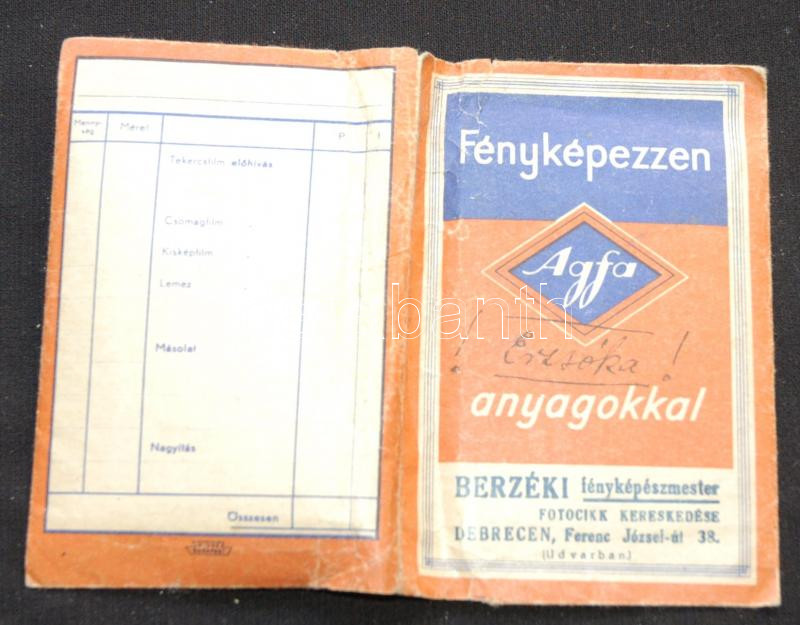 Menny-
ség
Méret
P
f
Tekercsfilm előhívás
Csomagfilm
Kisképfilm
Lemez
Másolat
Nagyítás
Összesen
Fényképezzen
Agfa
! Erzsóka !
anyagokkal
BERZÉKI fényképészmester
FOTOCIKK KERESKEDÉSE
DEBRECEN, Ferenc József-út 38.
(Udvarban)